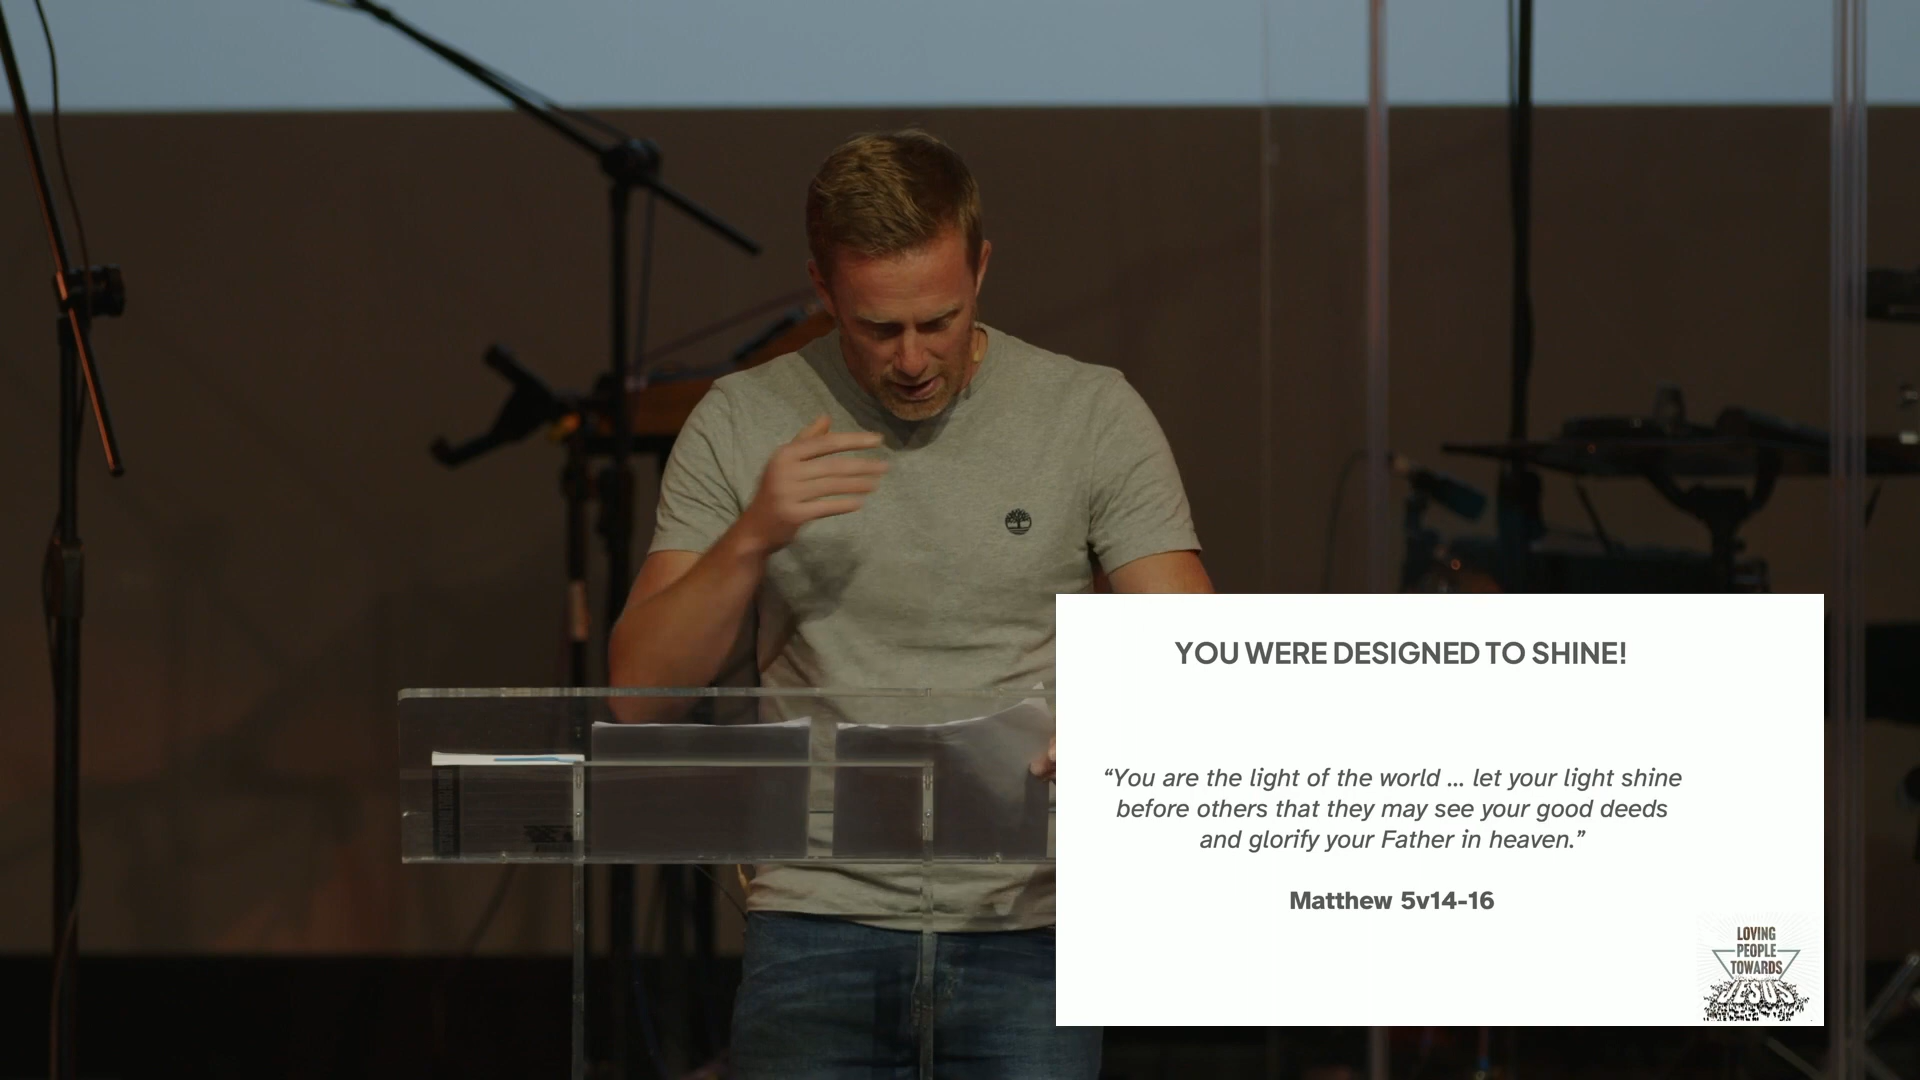 YOU WERE DESIGNED TO SHINE!
“You are the light of the world ... let your light shine
before others that they may see your good deeds
and glorify your Father in heaven.”
Matthew 5v14-16
LOVING
PEOPLE
TOWARDS
JESUS